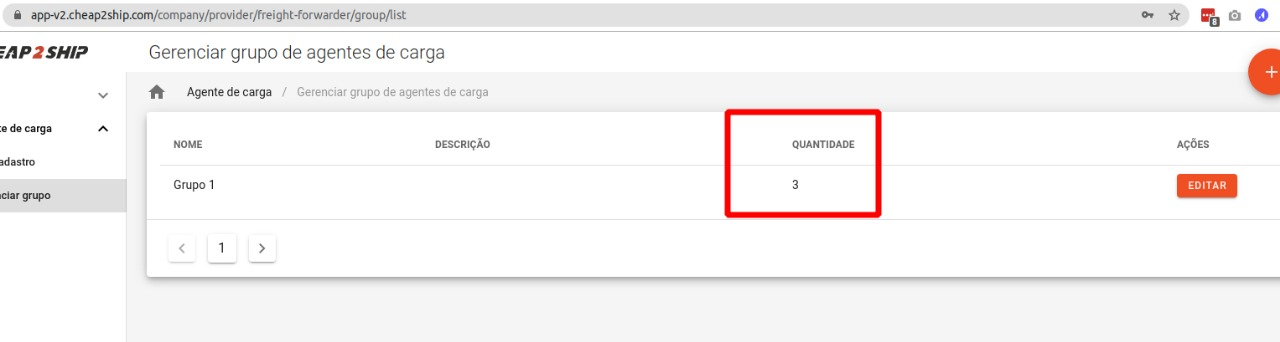 app-v2.cheap2ship.com/company/provider/freight-forwarder/group/list
8
EAP2SHIP
Gerenciar grupo de agentes de carga
+
Agente de carga / Gerenciar grupo de agentes de carga
te de carga
adastro
ciar grupo
NOME DESCRIÇÃO QUANTIDADE AÇÕES
Grupo 1 3 EDITAR
< 1 >